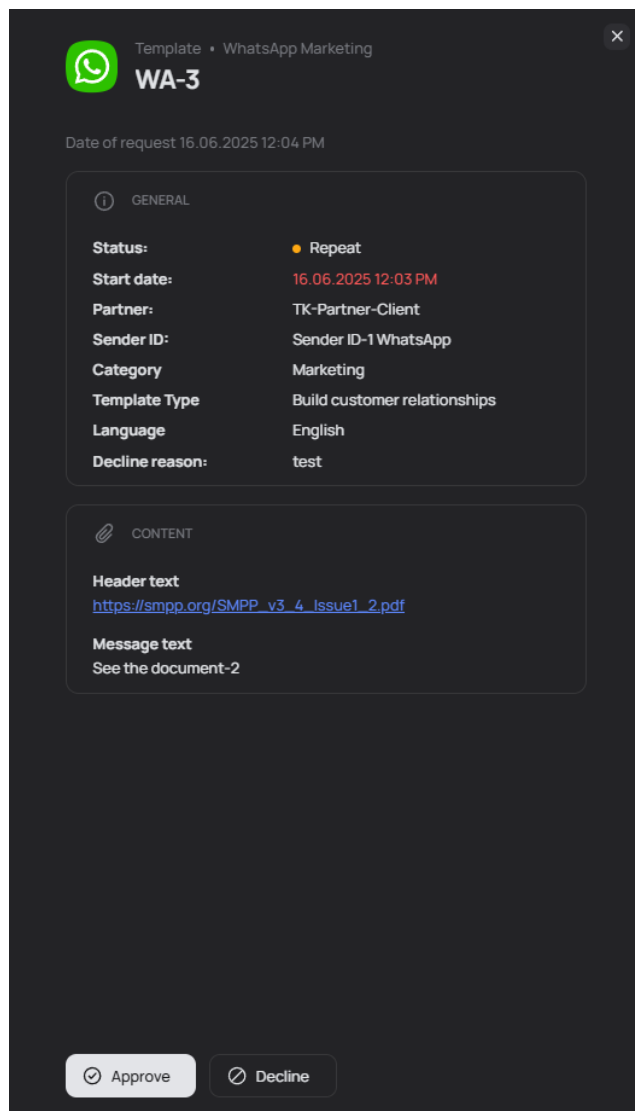 Template • WhatsApp Marketing
WA-3
Date of request 16.06.2025 12:04 PM
GENERAL
Status: Repeat
Start date: 16.06.2025 12:03 PM
Partner: TK-Partner-Client
Sender ID: Sender ID-1 WhatsApp
Category Marketing
Template Type Build customer relationships
Language English
Decline reason: test
CONTENT
Header text
https://smpp.org/SMPP_v3_4_Issue1_2.pdf
Message text
See the document-2
Approve Decline